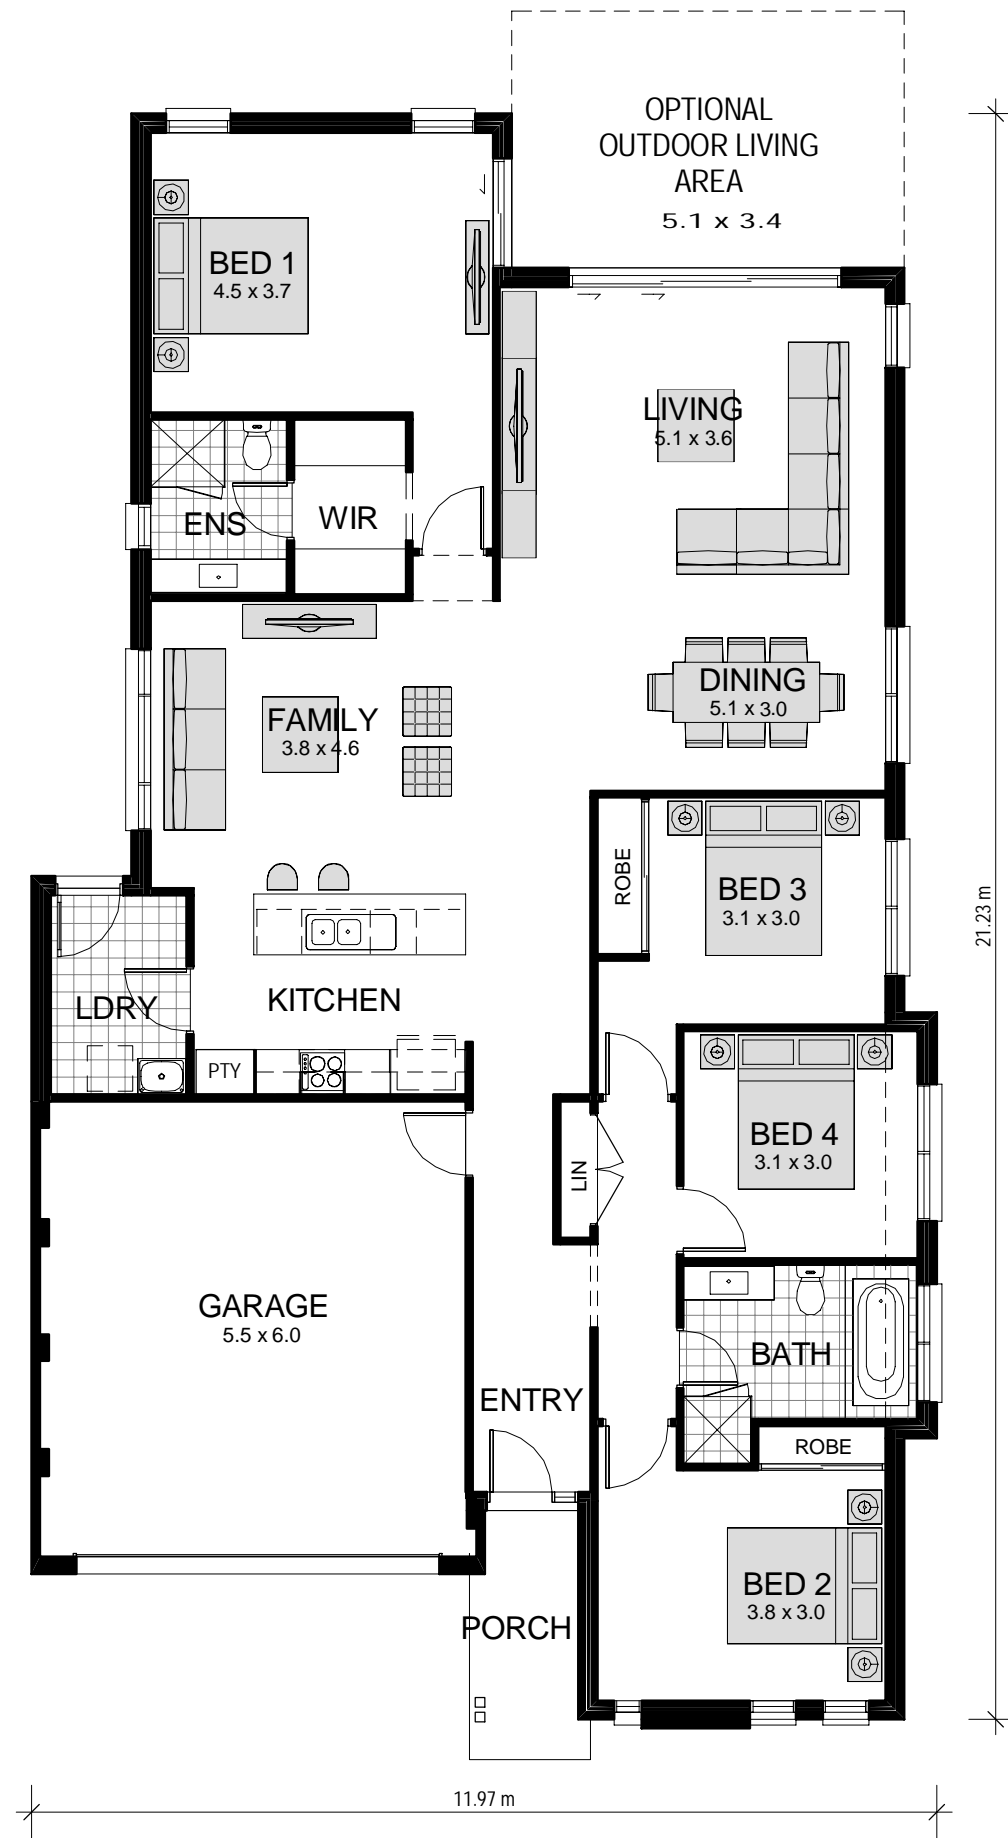 OPTIONAL
OUTDOOR LIVING
AREA
5.1 x 3.4
BED 1
4.5 x 3.7
LIVING
5.1 x 3.6
ENS
WIR
DINING
5.1 x 3.0
FAMILY
3.8 x 4.6
ROBE
BED 3
3.1 x 3.0
21.23 m
LDRY
KITCHEN
PTY
BED 4
3.1 x 3.0
LIN
GARAGE
5.5 x 6.0
BATH
ENTRY
ROBE
BED 2
3.8 x 3.0
PORCH
11.97 m